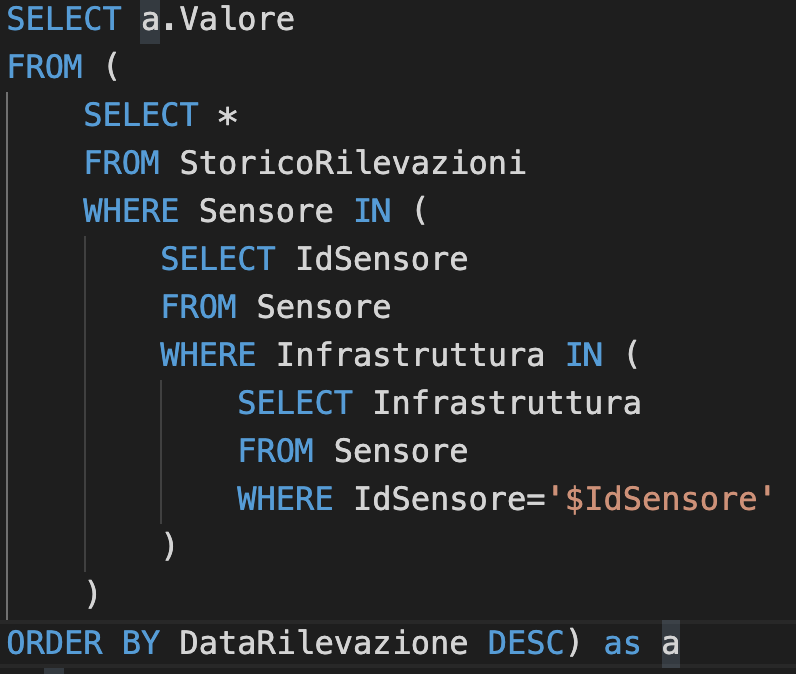 SELECT a.Valore
FROM (
SELECT *
FROM StoricoRilevazioni
WHERE Sensore IN (
SELECT IdSensore
FROM Sensore
WHERE Infrastruttura IN (
SELECT Infrastruttura
FROM Sensore
WHERE IdSensore='$IdSensore'
)
)
ORDER BY DataRilevazione DESC) as a